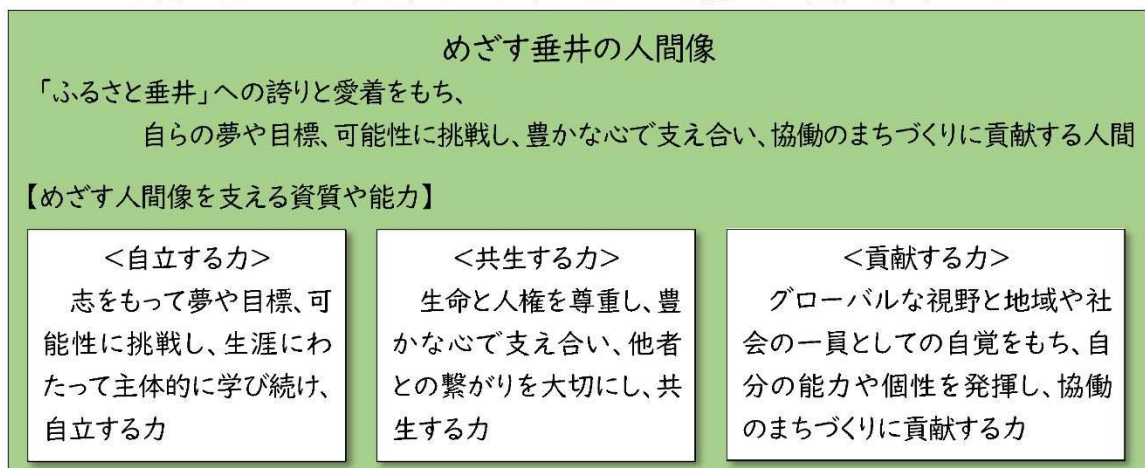 めざす垂井の人間像
「ふるさと垂井」への誇りと愛着をもち、
自らの夢や目標、可能性に挑戦し、豊かな心で支え合い、協働のまちづくりに貢献する人間
【めざす人間像を支える資質や能力】
<自立する力>
志をもって夢や目標、可
能性に挑戦し、生涯にわ
たって主体的に学び続け、
自立する力
<共生する力>
生命と人権を尊重し、豊
かな心で支え合い、他者
との繋がりを大切にし、共
生する力
<貢献する力>
グローバルな視野と地域や社
会の一員としての自覚をもち、自
分の能力や個性を発揮し、協働
のまちづくりに貢献する力